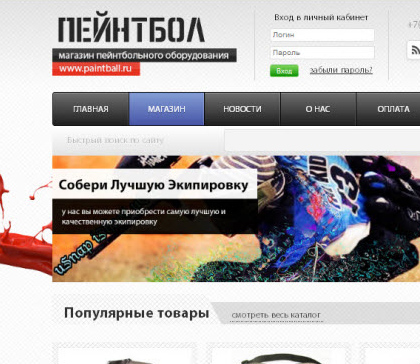 ПЕЙНТБОЛ
магазин пейнтбольного оборудования
www.paintball.ru
Вход в личный кабинет
Логин
Пароль
Вход забыли пароль?
ГЛАВНАЯ МАГАЗИН НОВОСТИ О НАС ОПЛАТА
Быстрый поиск по сайту
Собери Лучшую Экипировку
у нас вы можете приобрести самую лучшую и
качественную экипировку
KID
3
Популярные товары смотреть весь каталог